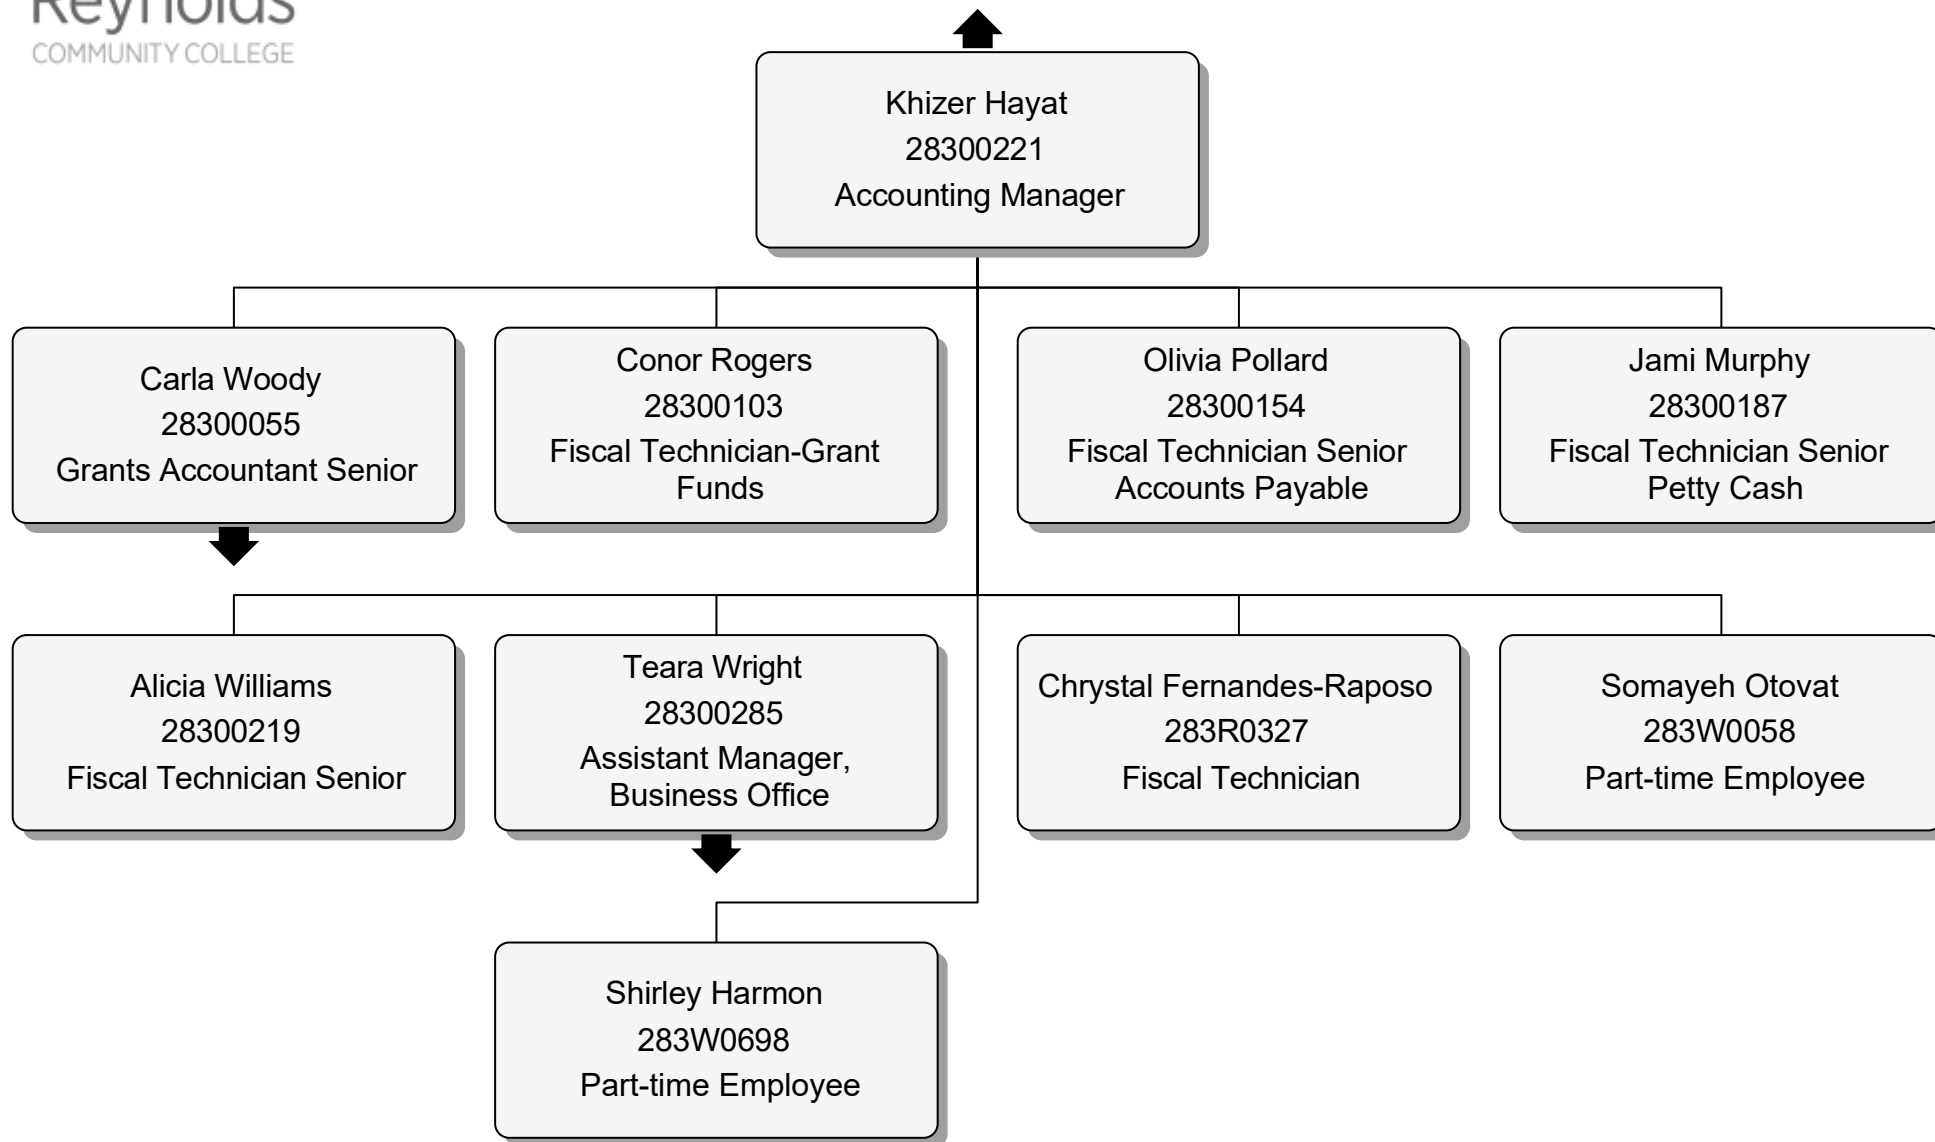 Reynolds
COMMUNITY COLLEGE
Khizer Hayat
28300221
Accounting Manager
Carla Woody
28300055
Grants Accountant Senior
Conor Rogers
28300103
Fiscal Technician-Grant
Funds
Olivia Pollard
28300154
Fiscal Technician Senior
Accounts Payable
Jami Murphy
28300187
Fiscal Technician Senior
Petty Cash
Alicia Williams
28300219
Fiscal Technician Senior
Teara Wright
28300285
Assistant Manager,
Business Office
Chrystal Fernandes-Raposo
283R0327
Fiscal Technician
Somayeh Otovat
283W0058
Part-time Employee
Shirley Harmon
283W0698
Part-time Employee